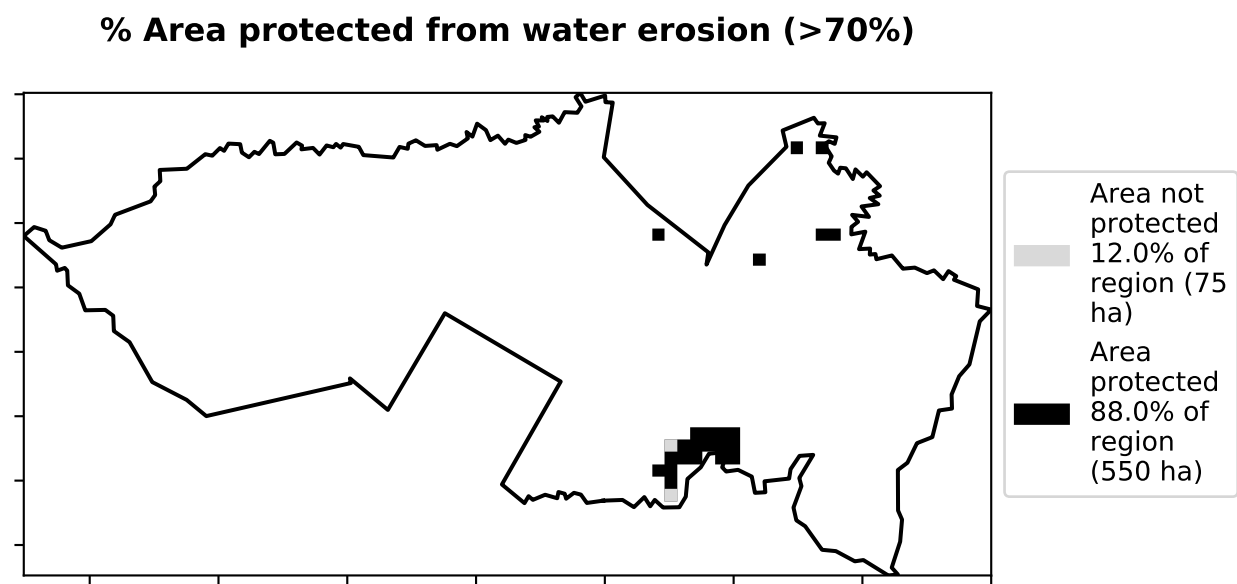 % Area protected from water erosion (>70%)
Area not
protected
12.0% of
region (75
ha)
Area
protected
88.0% of
region
(550 ha)